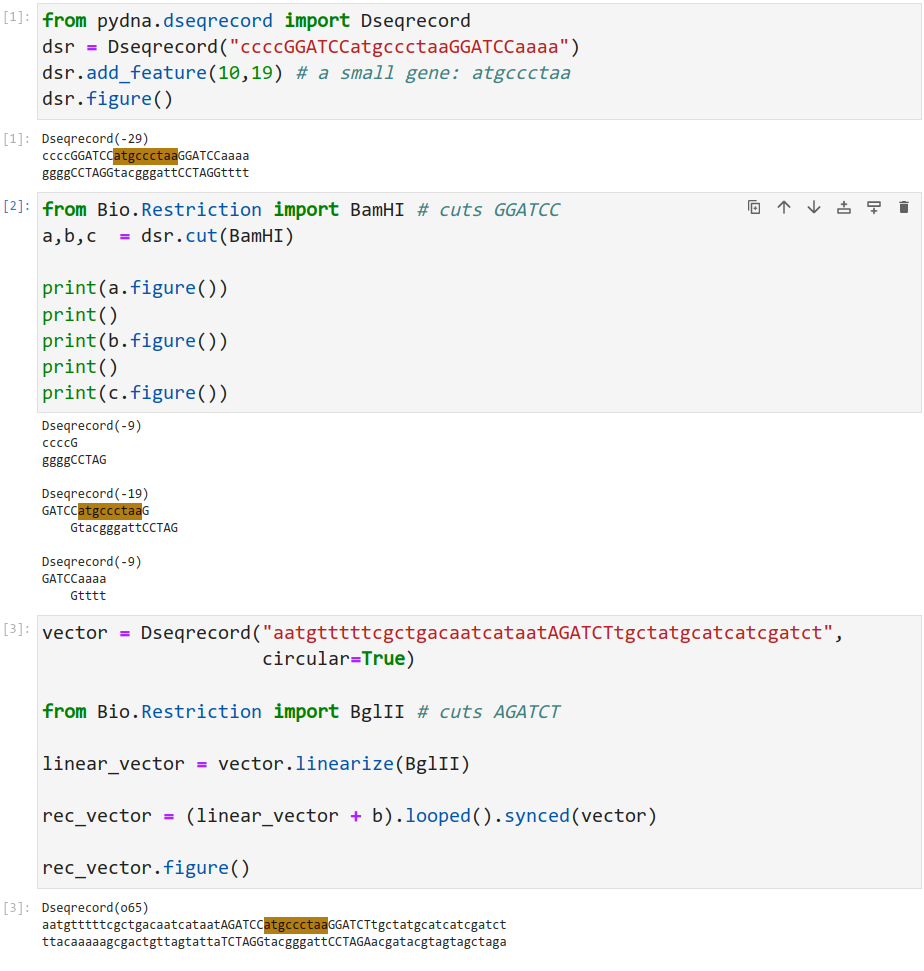 [1]: from pydna.dseqrecord import Dseqrecord
dsr = Dseqrecord("ccccGGATCCatgccctaaGGATCCaaaa")
dsr.add_feature(10,19) # a small gene: atgccctaa
dsr.figure()
[1]: Dseqrecord(-29)
ccccGGATCCatgccctaaGGATCCaaaa
ggggCCTAGGtacgggattCCTAGGtttt
[2]: from Bio.Restriction import BamHI # cuts GGATCC
a,b,c  = dsr.cut(BamHI)
print(a.figure())
print()
print(b.figure())
print()
print(c.figure())
Dseqrecord(-9)
ccccG
ggggCCTAG
Dseqrecord(-19)
GATCCatgccctaaG
    GtacgggattCCTAG
Dseqrecord(-9)
GATCCaaaa
    Gtttt
[3]: vector = Dseqrecord("aatgtttttcgctgacaatcataatAGATCTtgctatgcatcatcgatct",
                    circular=True)
from Bio.Restriction import BglII # cuts AGATCT
linear_vector = vector.linearize(BglII)
rec_vector = (linear_vector + b).looped().synced(vector)
rec_vector.figure()
[3]: Dseqrecord(o65)
aatgtttttcgctgacaatcataatAGATCCatgccctaaGGATCTtgctatgcatcatcgatct
ttacaaaaagcgactgttagtattaTCTAGGtacgggattCCTAGAacgatacgtagtagctaga